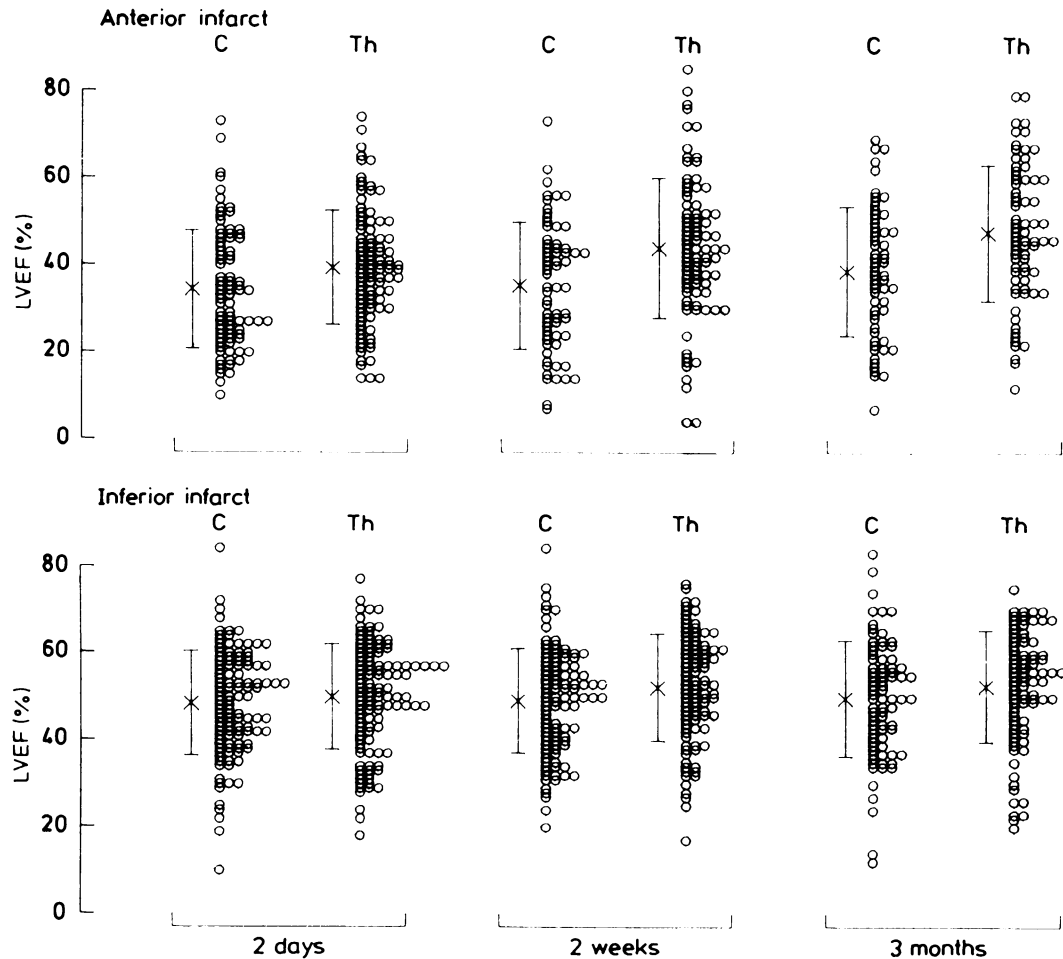 Anterior infarct
C Th C Th C Th
LVEF (%)
80
60
40
20
0
Inferior infarct
C Th C Th C Th
LVEF (%)
80
60
40
20
0
2 days 2 weeks 3 months